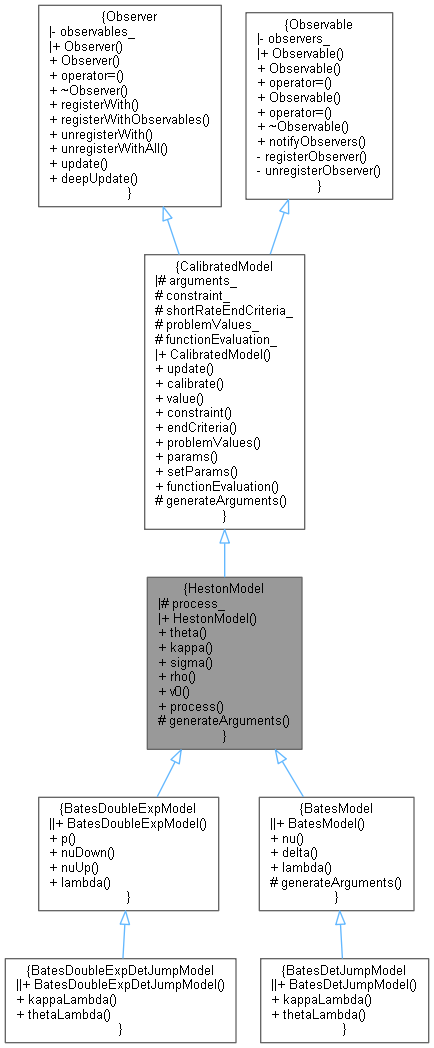 {Observer
|- observables_
|+ Observer()
+ Observer()
+ operator=()
+ ~Observer()
+ registerWith()
+ registerWithObservables()
+ unregisterWith()
+ unregisterWithAll()
+ update()
+ deepUpdate()
}
{Observable
|- observers_
|+ Observable()
+ Observable()
+ operator=()
+ Observable()
+ operator=()
+ ~Observable()
+ notifyObservers()
- registerObserver()
- unregisterObserver()
}
{CalibratedModel
|# arguments_
# constraint_
# shortRateEndCriteria_
# problemValues_
# functionEvaluation_
|+ CalibratedModel()
+ update()
+ calibrate()
+ value()
+ constraint()
+ endCriteria()
+ problemValues()
+ params()
+ setParams()
+ functionEvaluation()
# generateArguments()
}
{HestonModel
|# process_
|+ HestonModel()
+ theta()
+ kappa()
+ sigma()
+ rho()
+ v0()
+ process()
# generateArguments()
}
{BatesDoubleExpModel
||+ BatesDoubleExpModel()
+ p()
+ nuDown()
+ nuUp()
+ lambda()
}
{BatesModel
||+ BatesModel()
+ nu()
+ delta()
+ lambda()
# generateArguments()
}
{BatesDoubleExpDetJumpModel
||+ BatesDoubleExpDetJumpModel()
+ kappaLambda()
+ thetaLambda()
}
{BatesDetJumpModel
||+ BatesDetJumpModel()
+ kappaLambda()
+ thetaLambda()
}